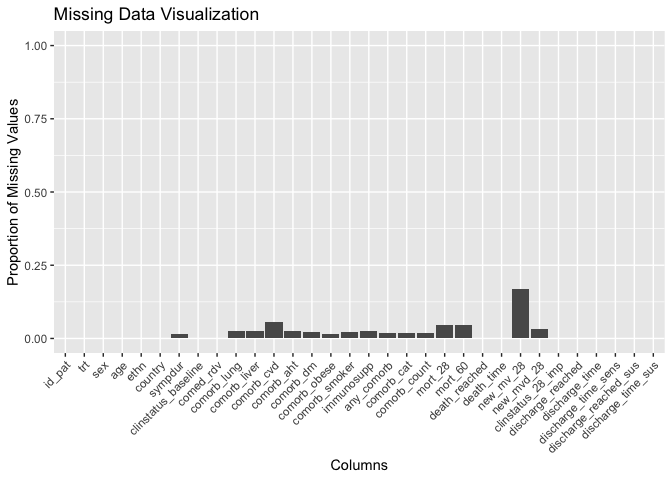 Missing Data Visualization
1.00
0.75
0.50
0.25
0.00
Proportion of Missing Values
id_pat
trt
sex
age
ethn
country
sympdur
clinstatus_baseline
comed_rdv
comorb_lung
comorb_liver
comorb_cvd
comorb_aht
comorb_dm
comorb_obese
comorb_smoker
immunosupp
any_comorb
comorb_cat
comorb_count
mort_28
mort_60
death_reached
death_time
new_mv_28
new_mvd_28
clinstatus_28_imp
discharge_reached
discharge_time
discharge_time_sens
discharge_reached_sus
discharge_time_sus
Columns